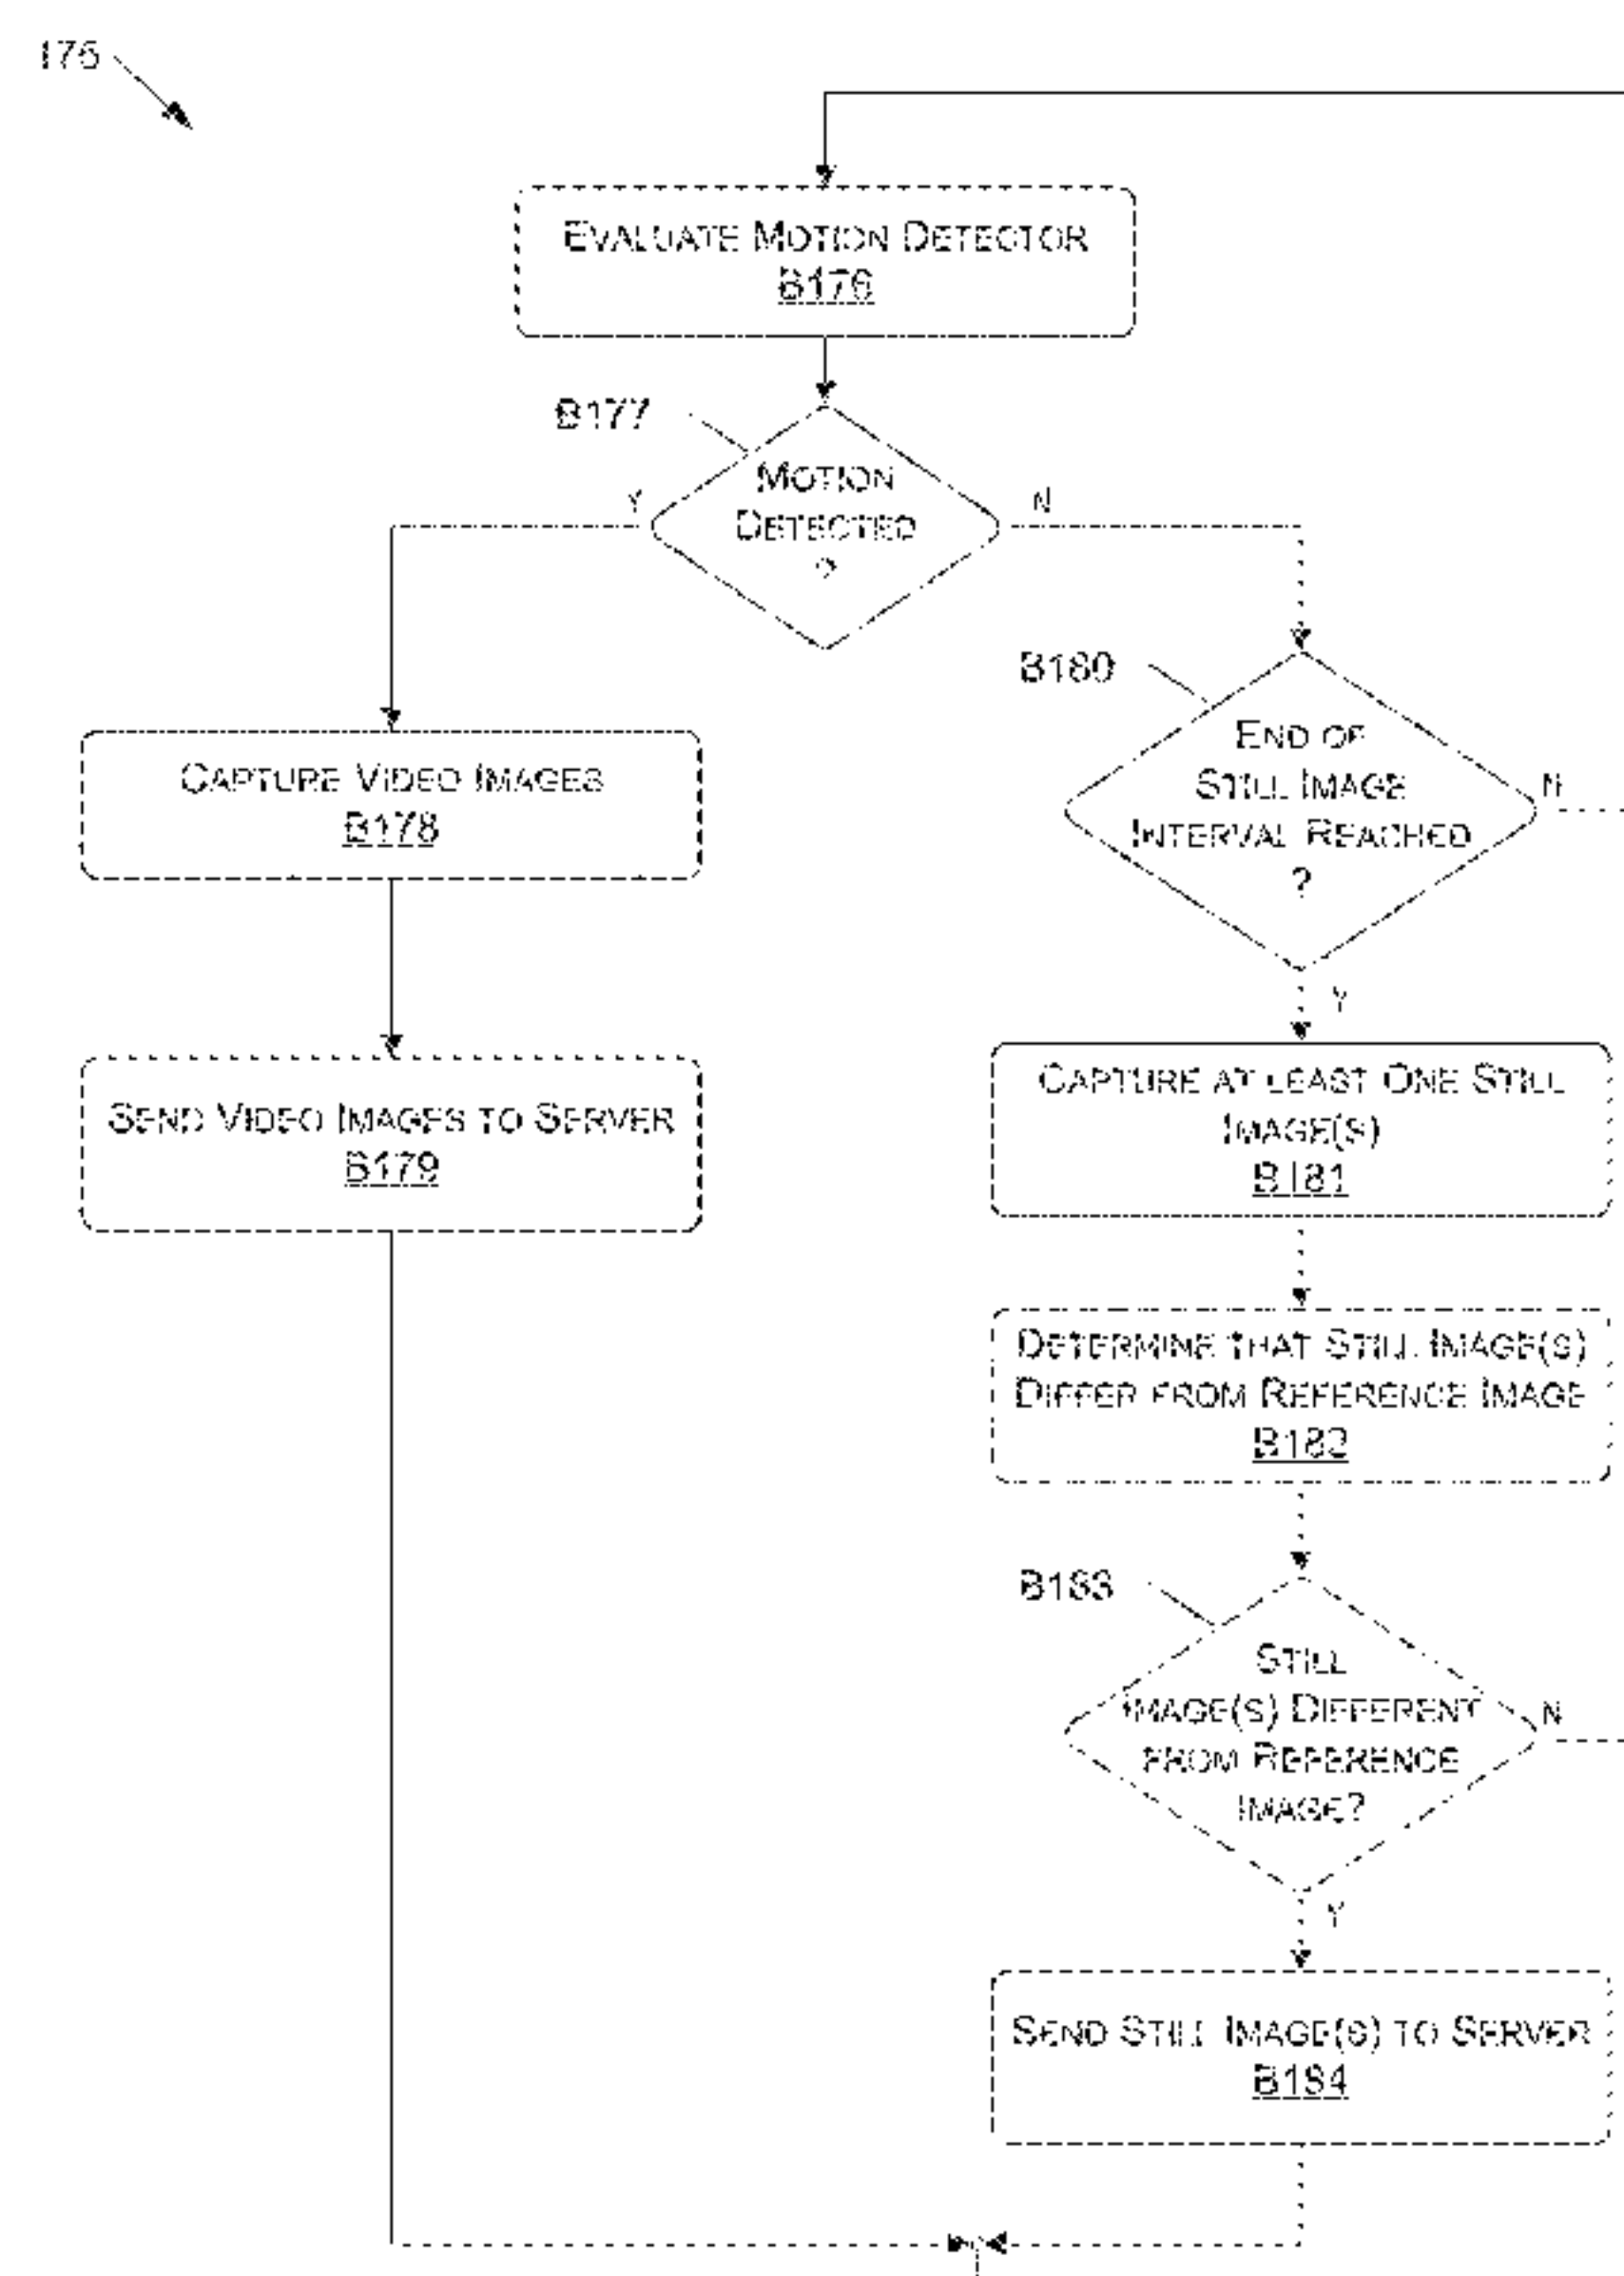 175
EVALUATE MOTION DETECTOR
B176
B177
MOTION
DETECTED
?
Y
N
B180
END OF
STILL IMAGE
INTERVAL REACHED
?
N
Y
CAPTURE VIDEO IMAGES
B178
SEND VIDEO IMAGES TO SERVER
B179
CAPTURE AT LEAST ONE STILL
IMAGE(S)
B181
DETERMINE THAT STILL IMAGE(S)
DIFFER FROM REFERENCE IMAGE
B182
B183
STILL
IMAGE(S) DIFFERENT
FROM REFERENCE
IMAGE?
N
Y
SEND STILL IMAGE(S) TO SERVER
B184